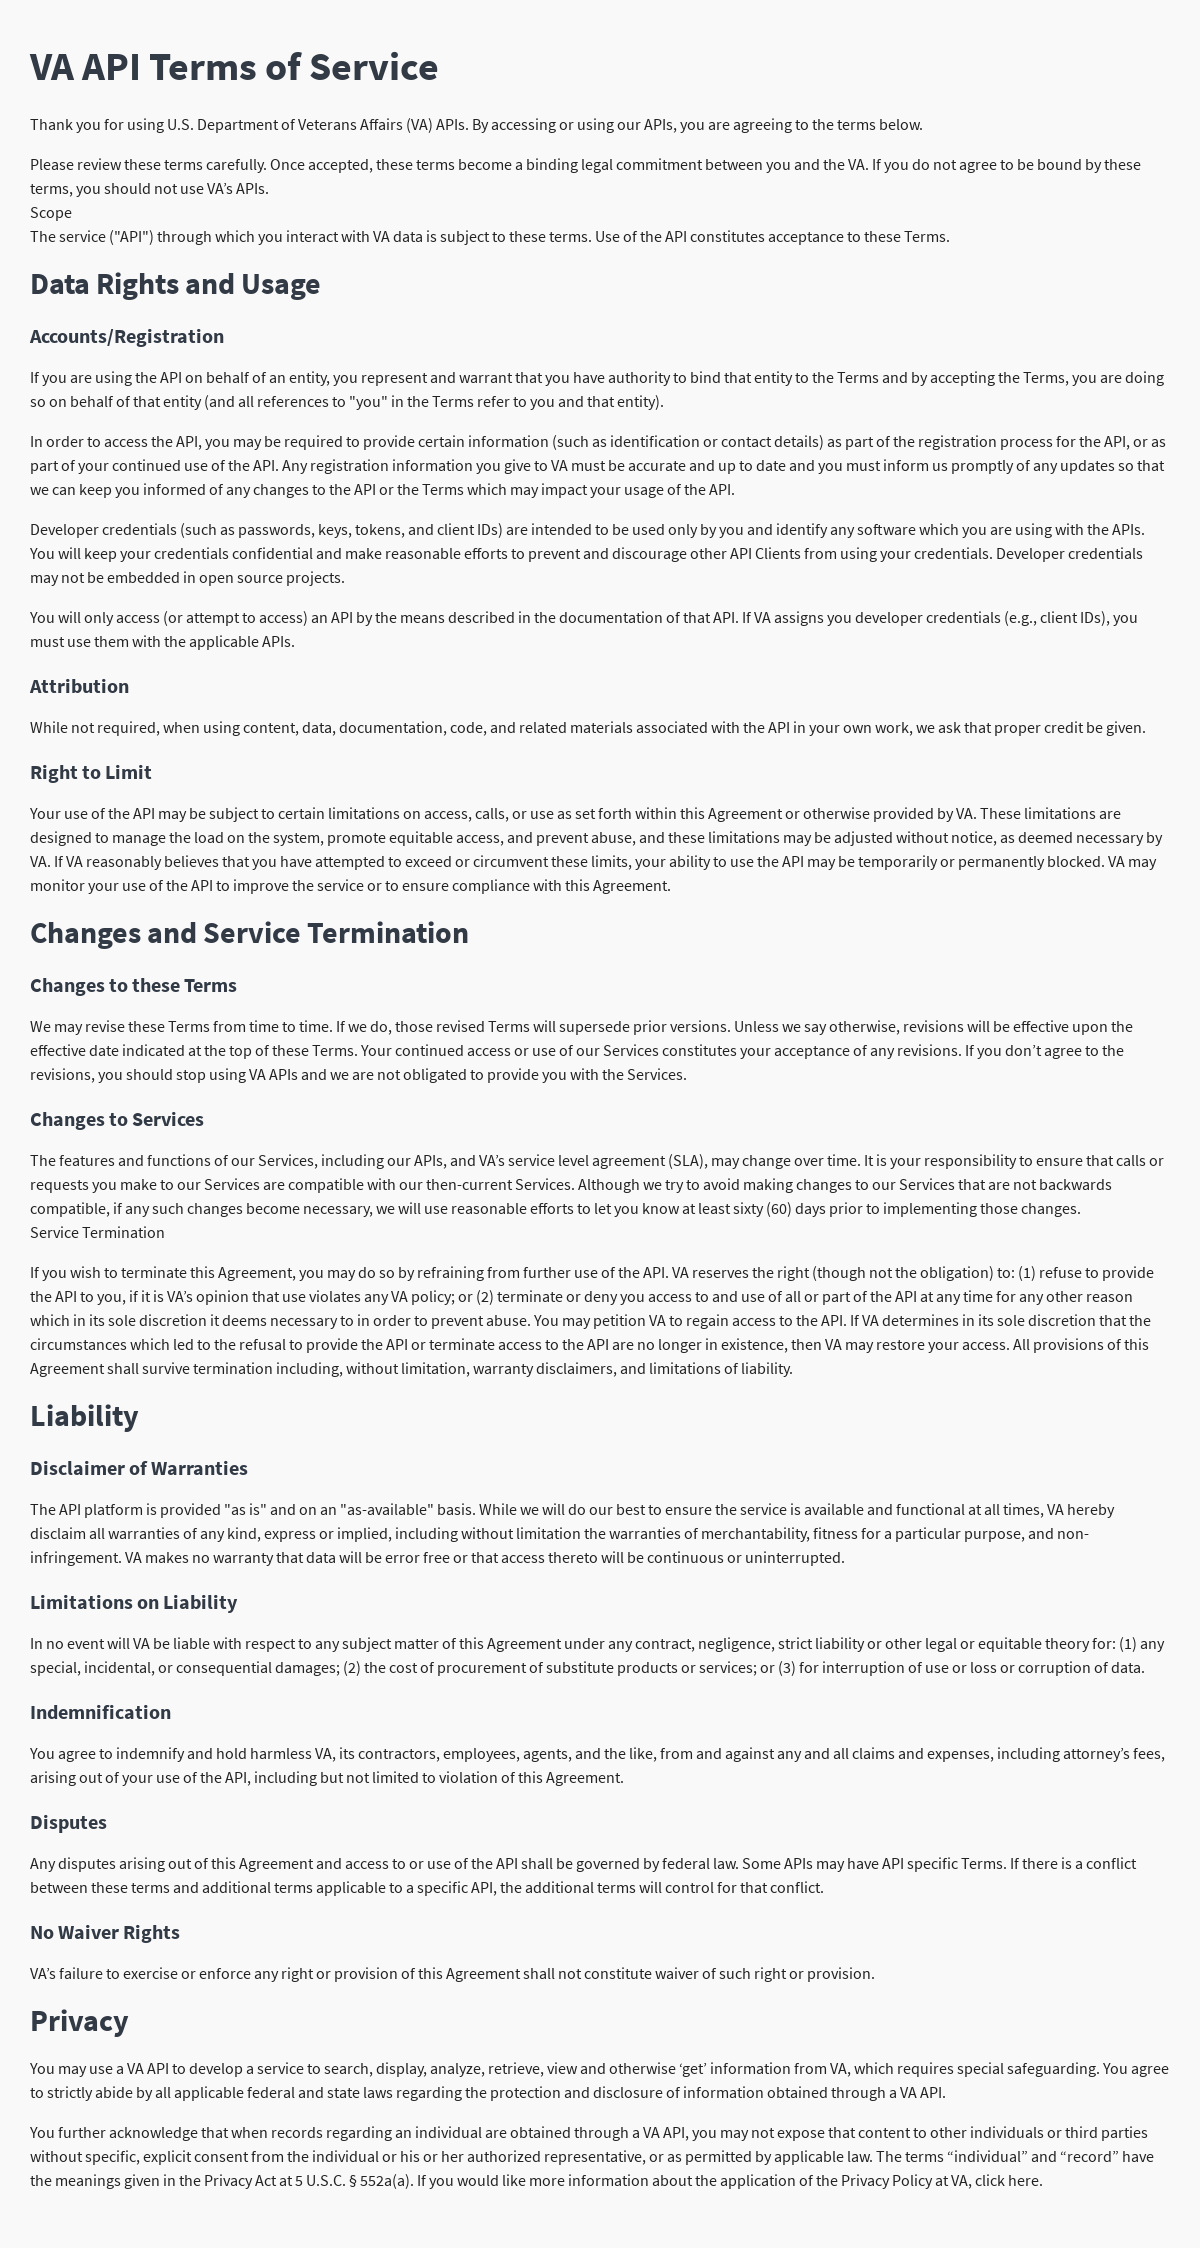 VA API Terms of Service
Thank you for using U.S. Department of Veterans Affairs (VA) APIs. By accessing or using our APIs, you are agreeing to the terms below.
Please review these terms carefully. Once accepted, these terms become a binding legal commitment between you and the VA. If you do not agree to be bound by these
terms, you should not use VA’s APIs.
Scope
The service ("API") through which you interact with VA data is subject to these terms. Use of the API constitutes acceptance to these Terms.
Data Rights and Usage
Accounts/Registration
If you are using the API on behalf of an entity, you represent and warrant that you have authority to bind that entity to the Terms and by accepting the Terms, you are doing
so on behalf of that entity (and all references to "you" in the Terms refer to you and that entity).
In order to access the API, you may be required to provide certain information (such as identification or contact details) as part of the registration process for the API, or as
part of your continued use of the API. Any registration information you give to VA must be accurate and up to date and you must inform us promptly of any updates so that
we can keep you informed of any changes to the API or the Terms which may impact your usage of the API.
Developer credentials (such as passwords, keys, tokens, and client IDs) are intended to be used only by you and identify any software which you are using with the APIs.
You will keep your credentials confidential and make reasonable efforts to prevent and discourage other API Clients from using your credentials. Developer credentials
may not be embedded in open source projects.
You will only access (or attempt to access) an API by the means described in the documentation of that API. If VA assigns you developer credentials (e.g., client IDs), you
must use them with the applicable APIs.
Attribution
While not required, when using content, data, documentation, code, and related materials associated with the API in your own work, we ask that proper credit be given.
Right to Limit
Your use of the API may be subject to certain limitations on access, calls, or use as set forth within this Agreement or otherwise provided by VA. These limitations are
designed to manage the load on the system, promote equitable access, and prevent abuse, and these limitations may be adjusted without notice, as deemed necessary by
VA. If VA reasonably believes that you have attempted to exceed or circumvent these limits, your ability to use the API may be temporarily or permanently blocked. VA may
monitor your use of the API to improve the service or to ensure compliance with this Agreement.
Changes and Service Termination
Changes to these Terms
We may revise these Terms from time to time. If we do, those revised Terms will supersede prior versions. Unless we say otherwise, revisions will be effective upon the
effective date indicated at the top of these Terms. Your continued access or use of our Services constitutes your acceptance of any revisions. If you don’t agree to the
revisions, you should stop using VA APIs and we are not obligated to provide you with the Services.
Changes to Services
The features and functions of our Services, including our APIs, and VA’s service level agreement (SLA), may change over time. It is your responsibility to ensure that calls or
requests you make to our Services are compatible with our then-current Services. Although we try to avoid making changes to our Services that are not backwards
compatible, if any such changes become necessary, we will use reasonable efforts to let you know at least sixty (60) days prior to implementing those changes.
Service Termination
If you wish to terminate this Agreement, you may do so by refraining from further use of the API. VA reserves the right (though not the obligation) to: (1) refuse to provide
the API to you, if it is VA’s opinion that use violates any VA policy; or (2) terminate or deny you access to and use of all or part of the API at any time for any other reason
which in its sole discretion it deems necessary to in order to prevent abuse. You may petition VA to regain access to the API. If VA determines in its sole discretion that the
circumstances which led to the refusal to provide the API or terminate access to the API are no longer in existence, then VA may restore your access. All provisions of this
Agreement shall survive termination including, without limitation, warranty disclaimers, and limitations of liability.
Liability
Disclaimer of Warranties
The API platform is provided "as is" and on an "as-available" basis. While we will do our best to ensure the service is available and functional at all times, VA hereby
disclaim all warranties of any kind, express or implied, including without limitation the warranties of merchantability, fitness for a particular purpose, and non-
infringement. VA makes no warranty that data will be error free or that access thereto will be continuous or uninterrupted.
Limitations on Liability
In no event will VA be liable with respect to any subject matter of this Agreement under any contract, negligence, strict liability or other legal or equitable theory for: (1) any
special, incidental, or consequential damages; (2) the cost of procurement of substitute products or services; or (3) for interruption of use or loss or corruption of data.
Indemnification
You agree to indemnify and hold harmless VA, its contractors, employees, agents, and the like, from and against any and all claims and expenses, including attorney’s fees,
arising out of your use of the API, including but not limited to violation of this Agreement.
Disputes
Any disputes arising out of this Agreement and access to or use of the API shall be governed by federal law. Some APIs may have API specific Terms. If there is a conflict
between these terms and additional terms applicable to a specific API, the additional terms will control for that conflict.
No Waiver Rights
VA’s failure to exercise or enforce any right or provision of this Agreement shall not constitute waiver of such right or provision.
Privacy
You may use a VA API to develop a service to search, display, analyze, retrieve, view and otherwise ‘get’ information from VA, which requires special safeguarding. You agree
to strictly abide by all applicable federal and state laws regarding the protection and disclosure of information obtained through a VA API.
You further acknowledge that when records regarding an individual are obtained through a VA API, you may not expose that content to other individuals or third parties
without specific, explicit consent from the individual or his or her authorized representative, or as permitted by applicable law. The terms “individual” and “record” have
the meanings given in the Privacy Act at 5 U.S.C. § 552a(a). If you would like more information about the application of the Privacy Policy at VA, click here.